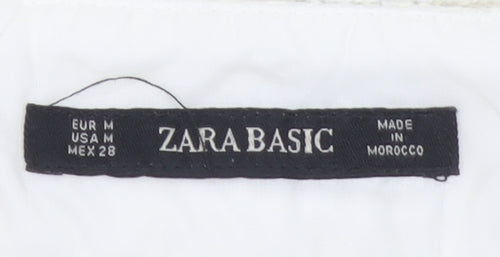 EUR M
USA M
MEX 28
ZARA BASIC
MADE
IN
MOROCCO